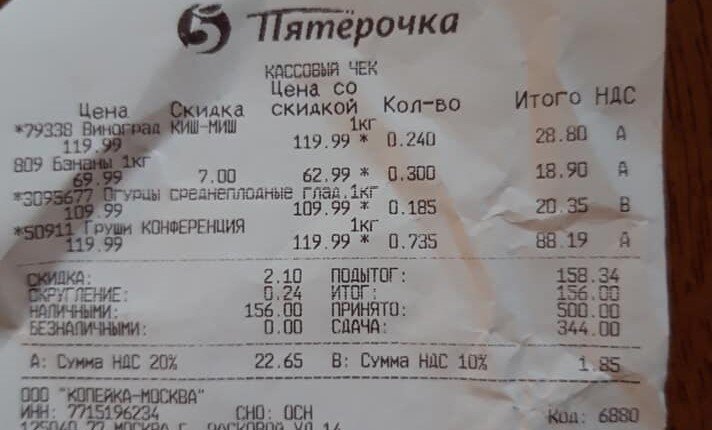 5 Пятёрочка
КАССОВЫЙ ЧЕК
Цена Скидка Цена со скидкой Кол-во Итого НДС
*79338 Виноград КИШ-МИШ 1кг
119.99 119.99 * 0.240 28.80 А
809 Бананы 1кг
69.99 7.00 62.99 * 0.300 18.90 А
*3095677 Огурцы среднеплодные глад.1кг
109.99 109.99 * 0.185 20.35 В
*50911 Груши КОНФЕРЕНЦИЯ 1кг
119.99 119.99 * 0.735 88.19 А
СКИДКА: 2.10 ПОДЫТОГ: 158.34
ОКРУГЛЕНИЕ: 0.24 ИТОГ: 156.00
НАЛИЧНЫМИ: 156.00 ПРИНЯТО: 500.00
БЕЗНАЛИЧНЫМИ: 0.00 СДАЧА: 344.00
А: Сумма НДС 20% 22.65 В: Сумма НДС 10% 1.85
ООО "КОПЕЙКА-МОСКВА"
ИНН: 7715196234 СНО: ОСН Код: 6880
125040 77 МОСКВА Г.